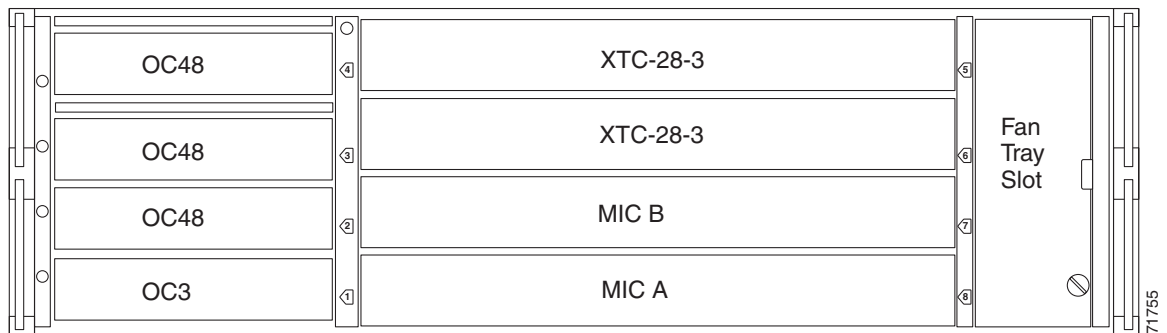 OC48
4
XTC-28-3
5
OC48
3
XTC-28-3
6
Fan
Tray
Slot
OC48
2
MIC B
7
OC3
1
MIC A
8
71755